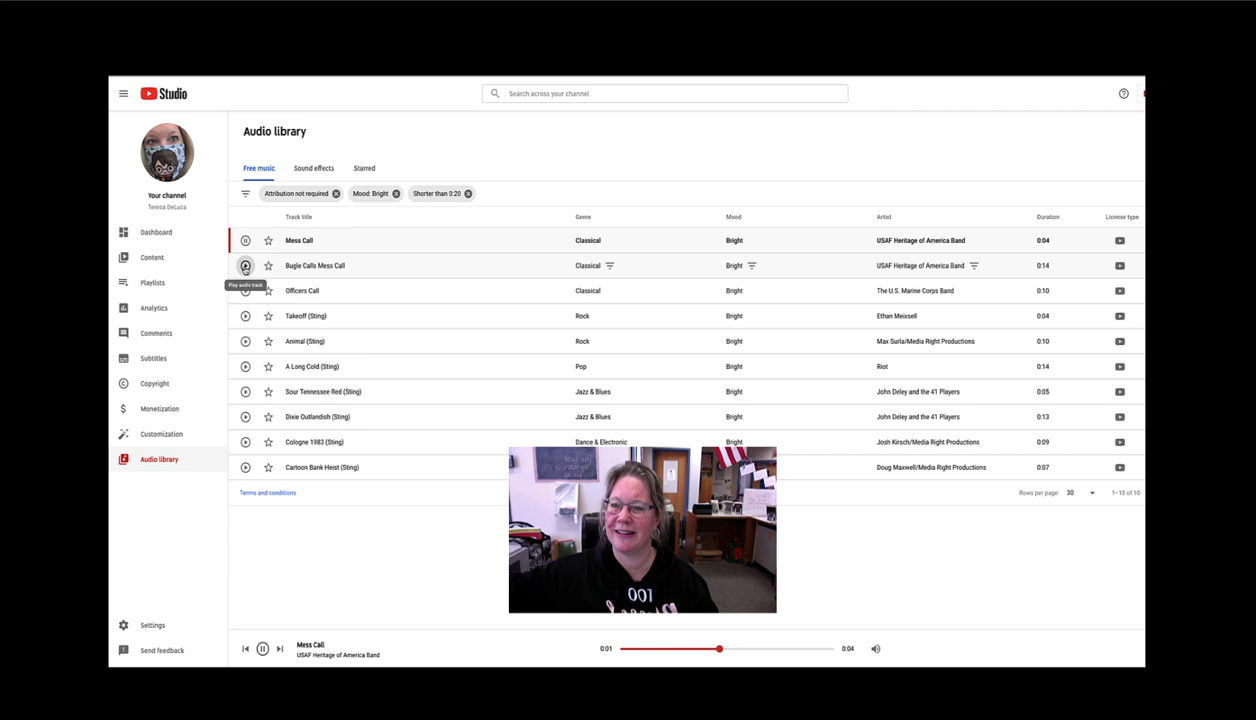 Studio
Search across your channel
Audio library
Free music Sound effects Starred
Attribution not required Mood: Bright Shorter than 0:20
Your channel
Teresa DeLuca
Dashboard
Content
Playlists
Analytics
Comments
Subtitles
Copyright
Monetization
Customization
Audio library
Settings
Send feedback
Track title Genre Mood Artist Duration License type
Mess Call Classical Bright USAF Heritage of America Band 0:04
Bugle Calls Mess Call Classical Bright USAF Heritage of America Band 0:14
Play audio track
Officers Call Classical Bright The U.S. Marine Corps Band 0:10
Takeoff (Sting) Rock Bright Ethan Meixsell 0:04
Animal (Sting) Rock Bright Max Surla/Media Right Productions 0:10
A Long Cold (Sting) Pop Bright Riot 0:14
Sour Tennessee Red (Sting) Jazz & Blues Bright John Deley and the 41 Players 0:05
Dixie Outlandish (Sting) Jazz & Blues Bright John Deley and the 41 Players 0:13
Cologne 1983 (Sting) Dance & Electronic Bright Josh Kirsch/Media Right Productions 0:09
Cartoon Bank Heist (Sting) Doug Maxwell/Media Right Productions 0:07
Terms and conditions Rows per page: 30 1–10 of 10
001
Mess Call
USAF Heritage of America Band
0:01 0:04